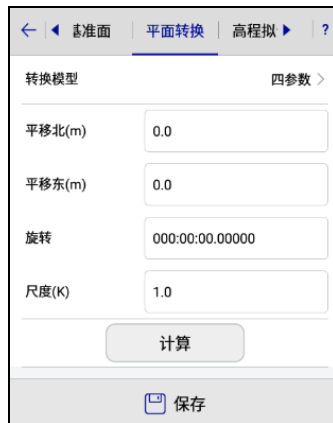 基准面 平面转换 高程拟 ?
转换模型 四参数
平移北(m) 0.0
平移东(m) 0.0
旋转 000:00:00.00000
尺度(K) 1.0
计算
保存